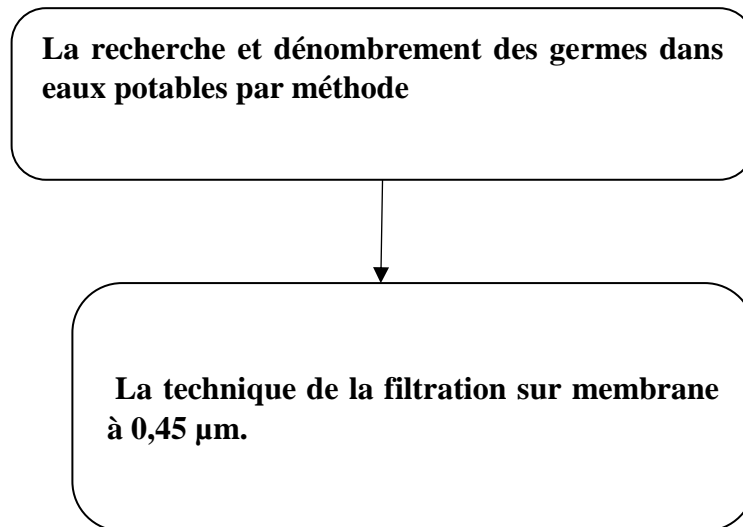 La recherche et dénombrement des germes dans
eaux potables par méthode
La technique de la filtration sur membrane
à 0,45 µm.